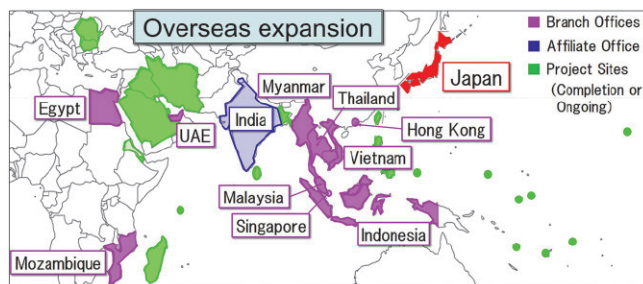 Overseas expansion
Branch Offices
Affiliate Office
Project Sites
(Completion or
Ongoing)
Japan
Myanmar
Thailand
Egypt
UAE
India
Hong Kong
Vietnam
Malaysia
Singapore
Indonesia
Mozambique